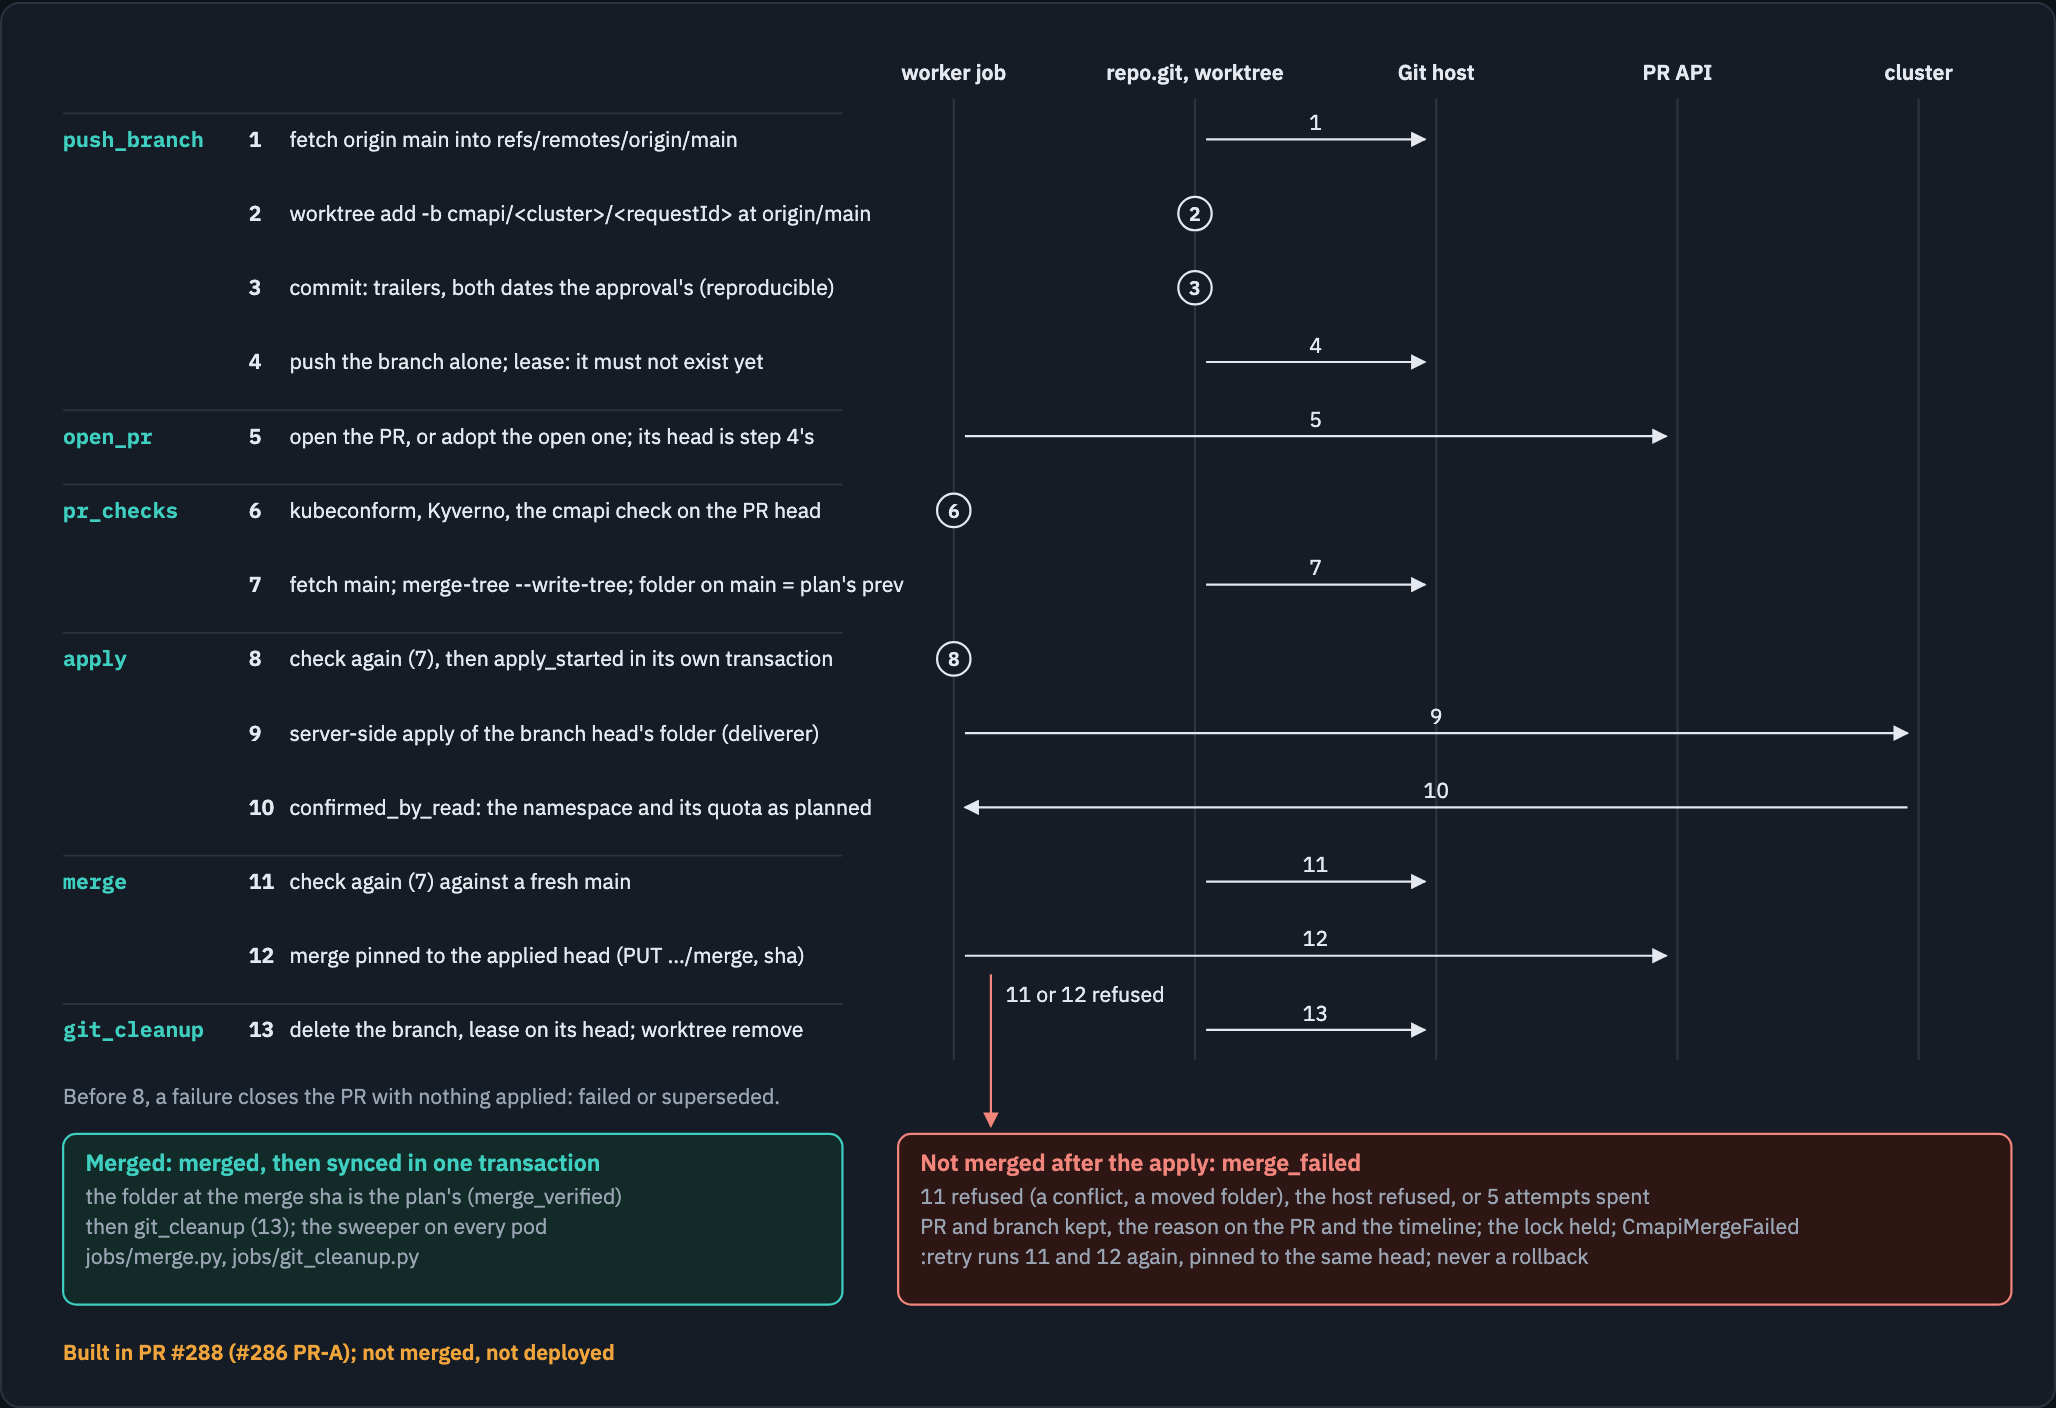 worker job
repo.git, worktree
Git host
PR API
cluster
push_branch 1 fetch origin main into refs/remotes/origin/main 1
2 worktree add -b cmapi/<cluster>/<requestId> at origin/main 2
3 commit: trailers, both dates the approval's (reproducible) 3
4 push the branch alone; lease: it must not exist yet 4
open_pr 5 open the PR, or adopt the open one; its head is step 4's 5
pr_checks 6 kubeconform, Kyverno, the cmapi check on the PR head 6
7 fetch main; merge-tree --write-tree; folder on main = plan's prev 7
apply 8 check again (7), then apply_started in its own transaction 8
9 server-side apply of the branch head's folder (deliverer) 9
10 confirmed_by_read: the namespace and its quota as planned 10
merge 11 check again (7) against a fresh main 11
12 merge pinned to the applied head (PUT .../merge, sha) 12
11 or 12 refused
git_cleanup 13 delete the branch, lease on its head; worktree remove 13
Before 8, a failure closes the PR with nothing applied: failed or superseded.
Merged: merged, then synced in one transaction
the folder at the merge sha is the plan's (merge_verified)
then git_cleanup (13); the sweeper on every pod
jobs/merge.py, jobs/git_cleanup.py
Not merged after the apply: merge_failed
11 refused (a conflict, a moved folder), the host refused, or 5 attempts spent
PR and branch kept, the reason on the PR and the timeline; the lock held; CmapiMergeFailed
:retry runs 11 and 12 again, pinned to the same head; never a rollback
Built in PR #288 (#286 PR-A); not merged, not deployed